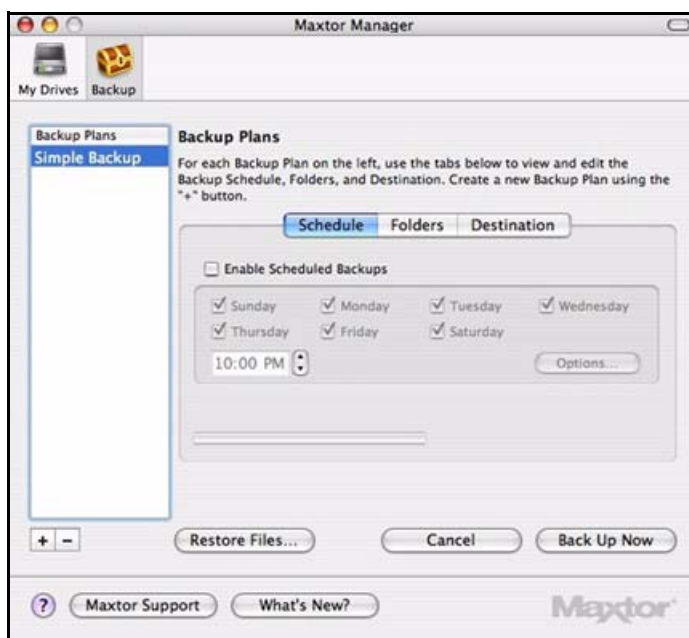 Maxtor Manager
My Drives Backup
Backup Plans
Simple Backup
Backup Plans
For each Backup Plan on the left, use the tabs below to view and edit the
Backup Schedule, Folders, and Destination. Create a new Backup Plan using the
"+" button.
Schedule Folders Destination
Enable Scheduled Backups
Sunday Monday Tuesday Wednesday
Thursday Friday Saturday
10:00 PM Options...
+ − Restore Files... Cancel Back Up Now
? Maxtor Support What's New? Maxtor